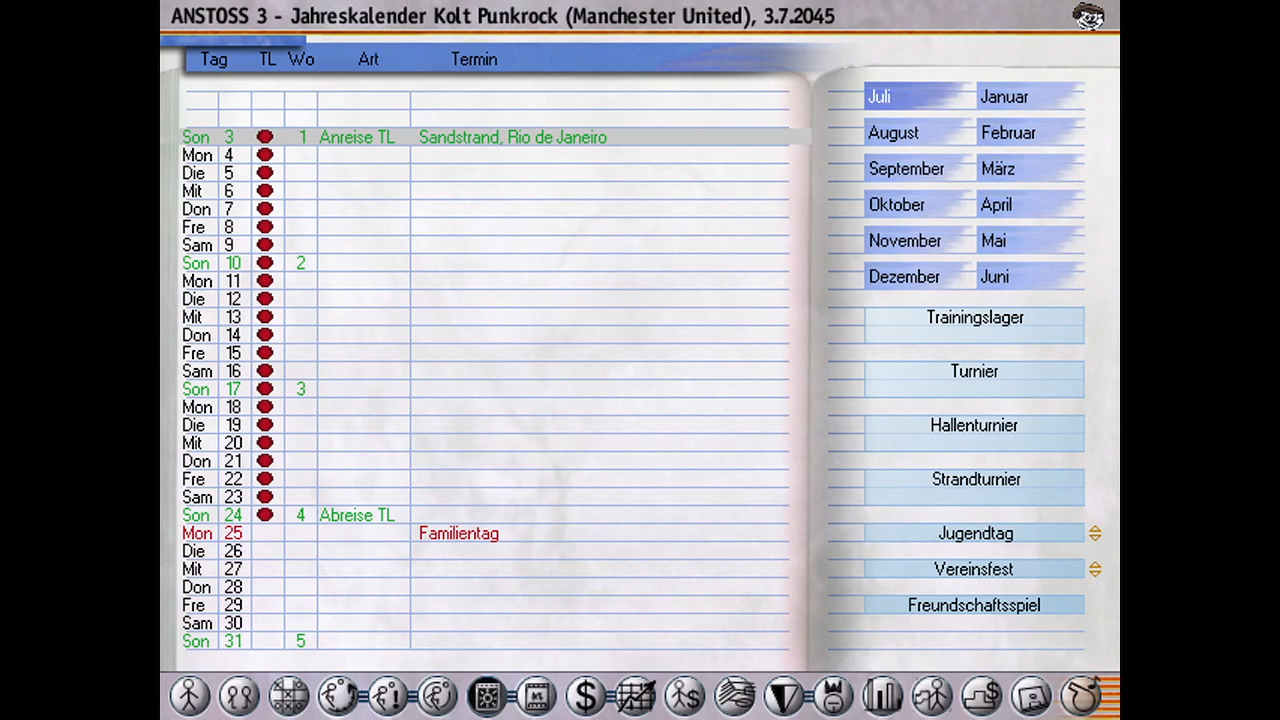 ANSTOSS 3 - Jahreskalender Kolt Punkrock (Manchester United), 3.7.2045
Tag TL Wo Art Termin
Son 3 1 Anreise TL Sandstrand, Rio de Janeiro
Mon 4
Die 5
Mit 6
Don 7
Fre 8
Sam 9
Son 10 2
Mon 11
Die 12
Mit 13
Don 14
Fre 15
Sam 16
Son 17 3
Mon 18
Die 19
Mit 20
Don 21
Fre 22
Sam 23
Son 24 4 Abreise TL
Mon 25 Familientag
Die 26
Mit 27
Don 28
Fre 29
Sam 30
Son 31 5
Juli Januar
August Februar
September März
Oktober April
November Mai
Dezember Juni
Trainingslager
Turnier
Hallenturnier
Strandturnier
Jugendtag
Vereinsfest
Freundschaftsspiel